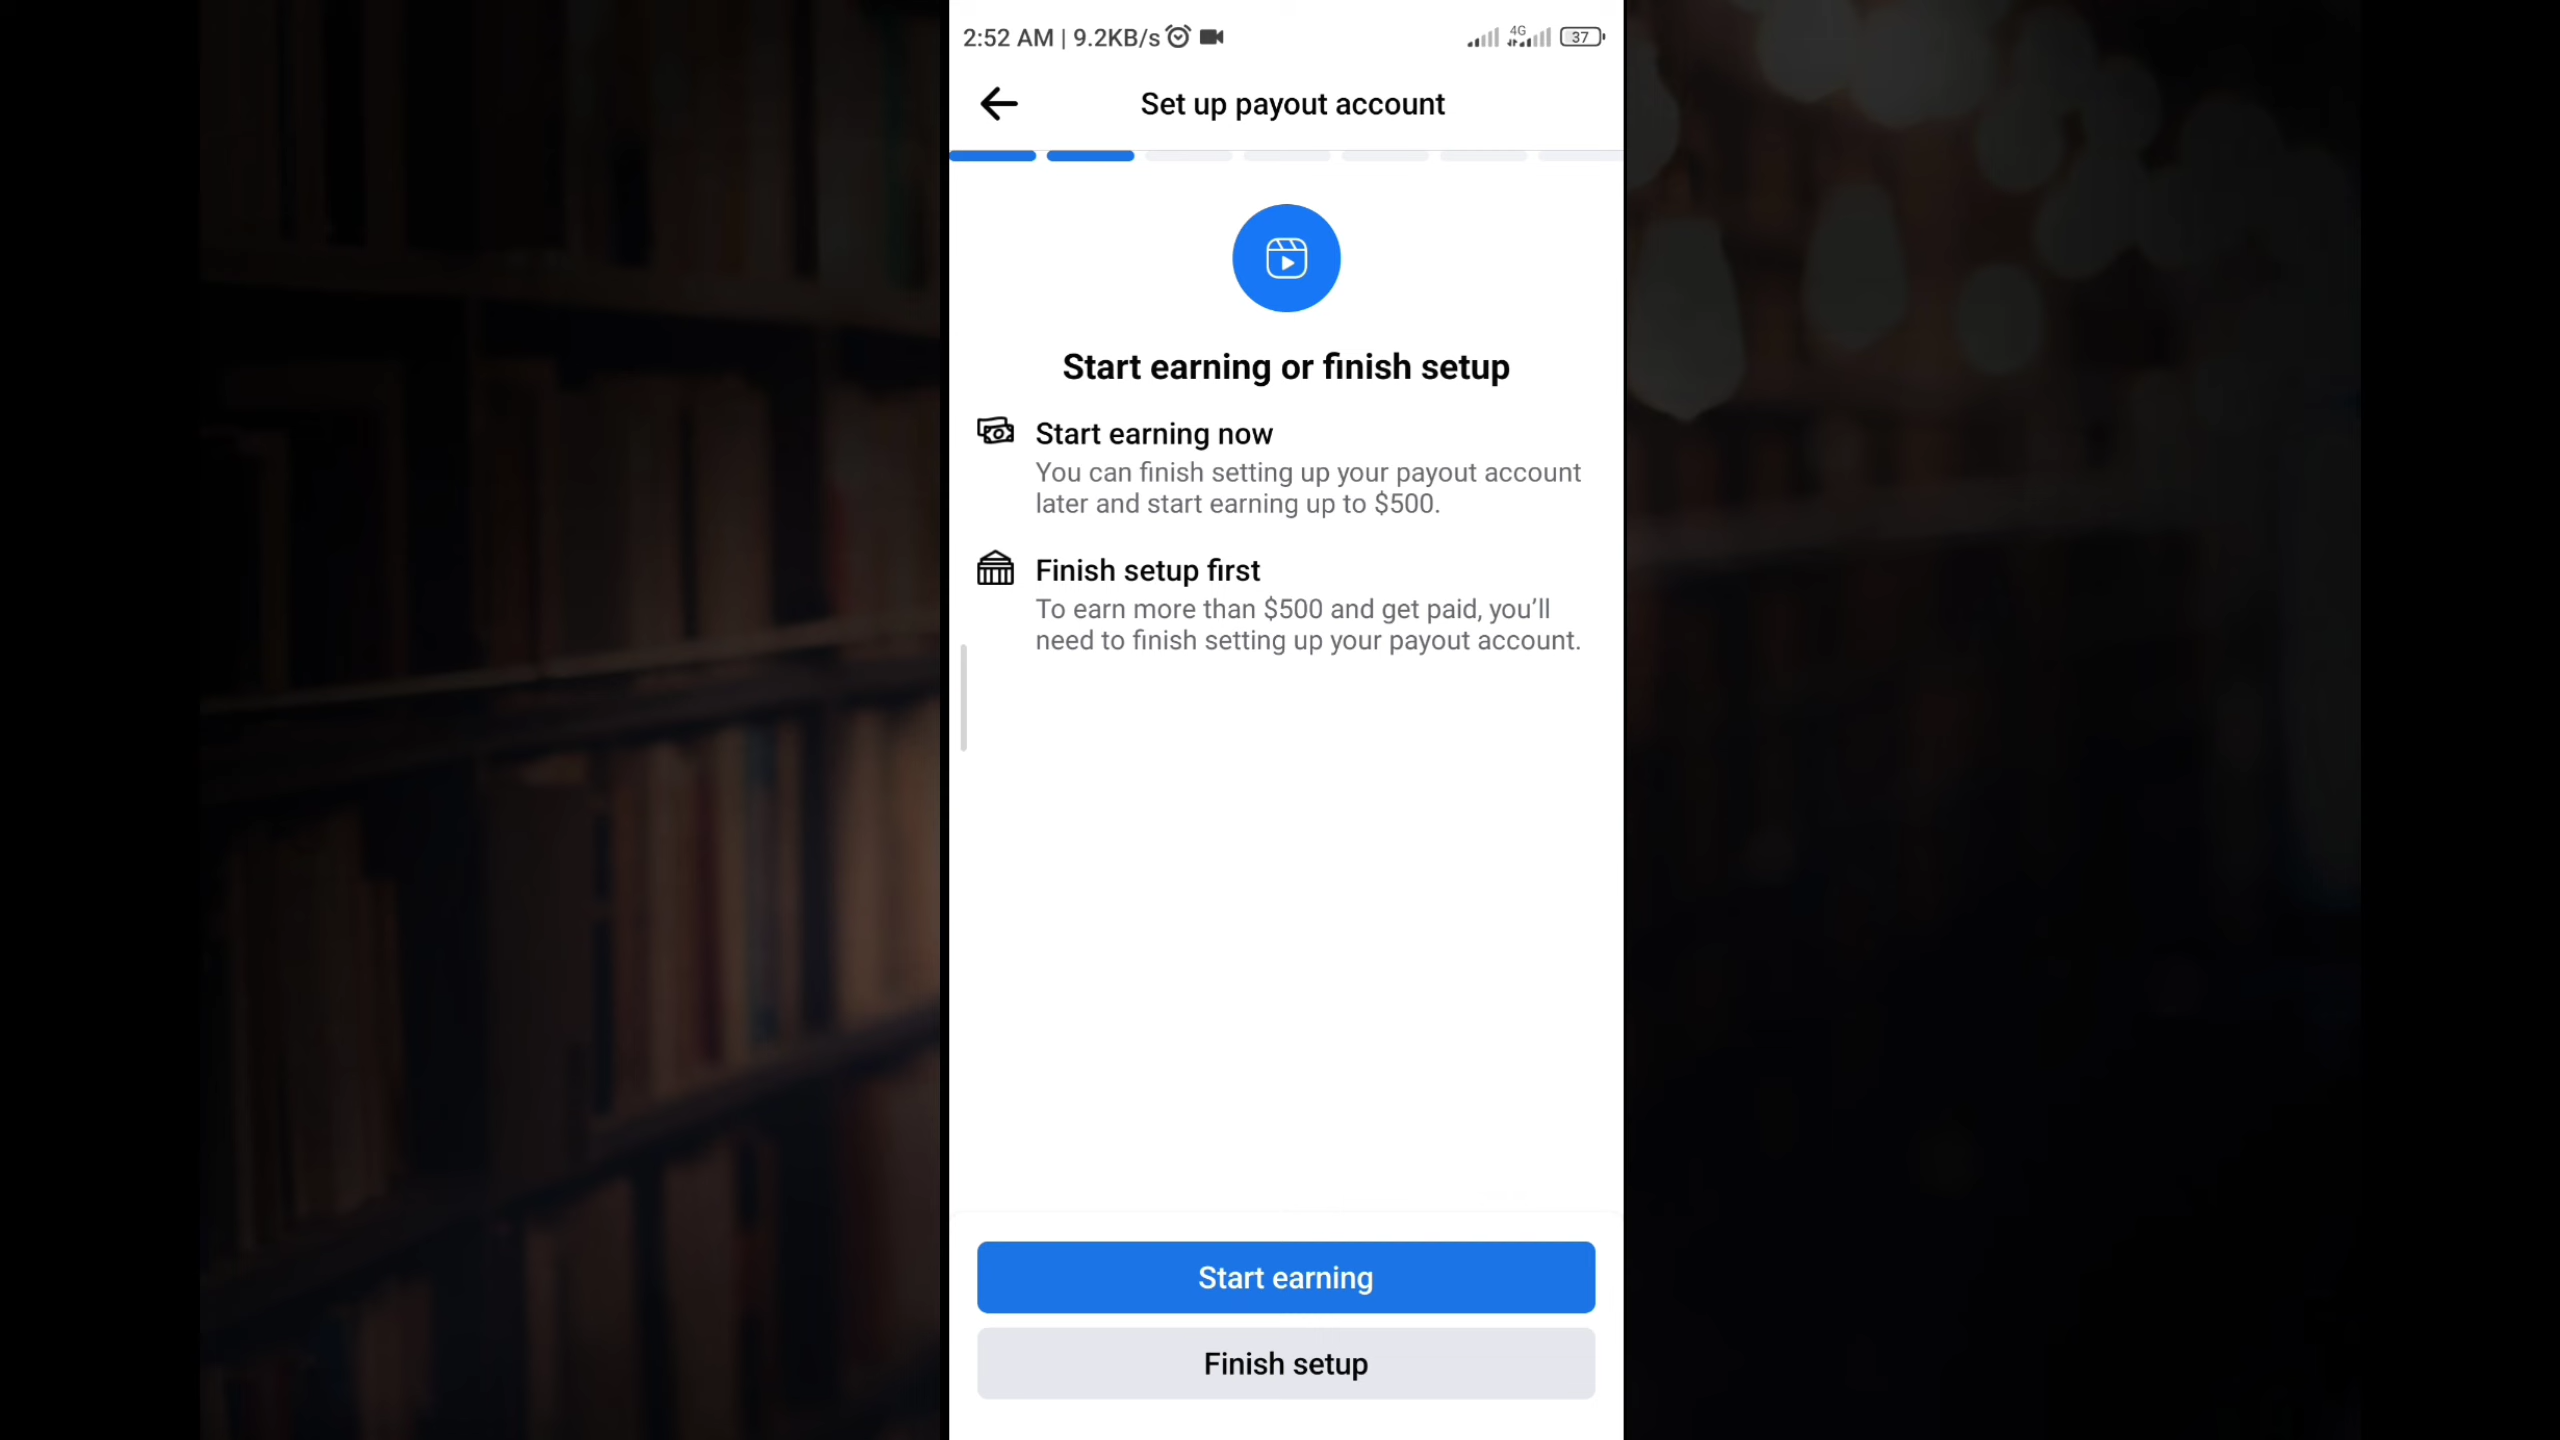 2:52 AM | 9.2KB/s 4G 37
Set up payout account
Start earning or finish setup
Start earning now
You can finish setting up your payout account
later and start earning up to $500.
Finish setup first
To earn more than $500 and get paid, you’ll
need to finish setting up your payout account.
Start earning
Finish setup